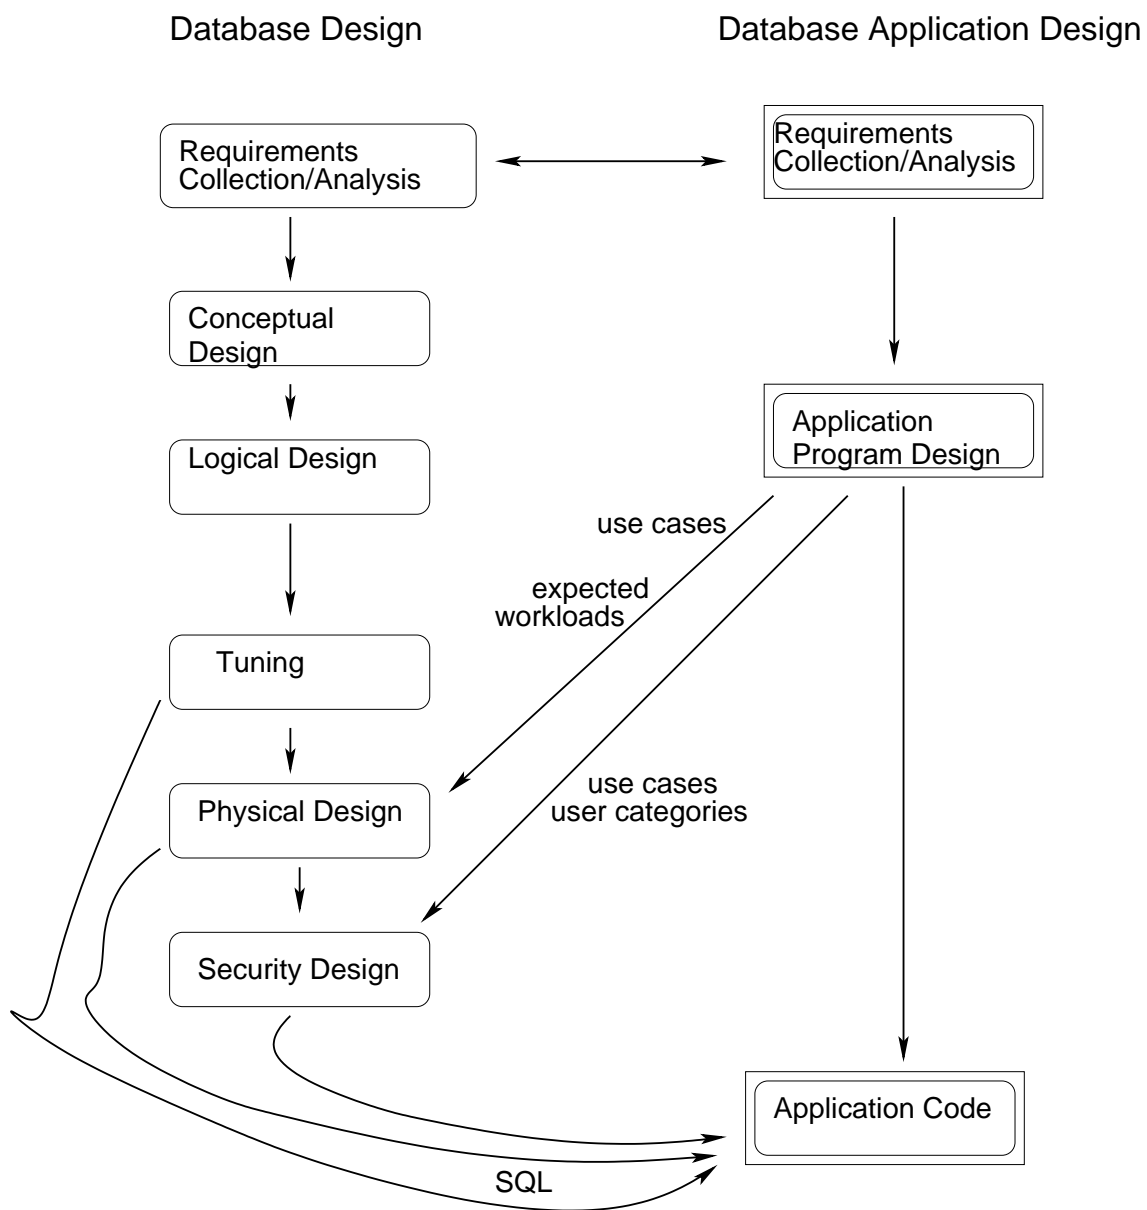 Database Design
Database Application Design
Requirements
Collection/Analysis
Requirements
Collection/Analysis
Conceptual
Design
Logical Design
Application
Program Design
use cases
expected
workloads
Tuning
Physical Design
use cases
user categories
Security Design
Application Code
SQL